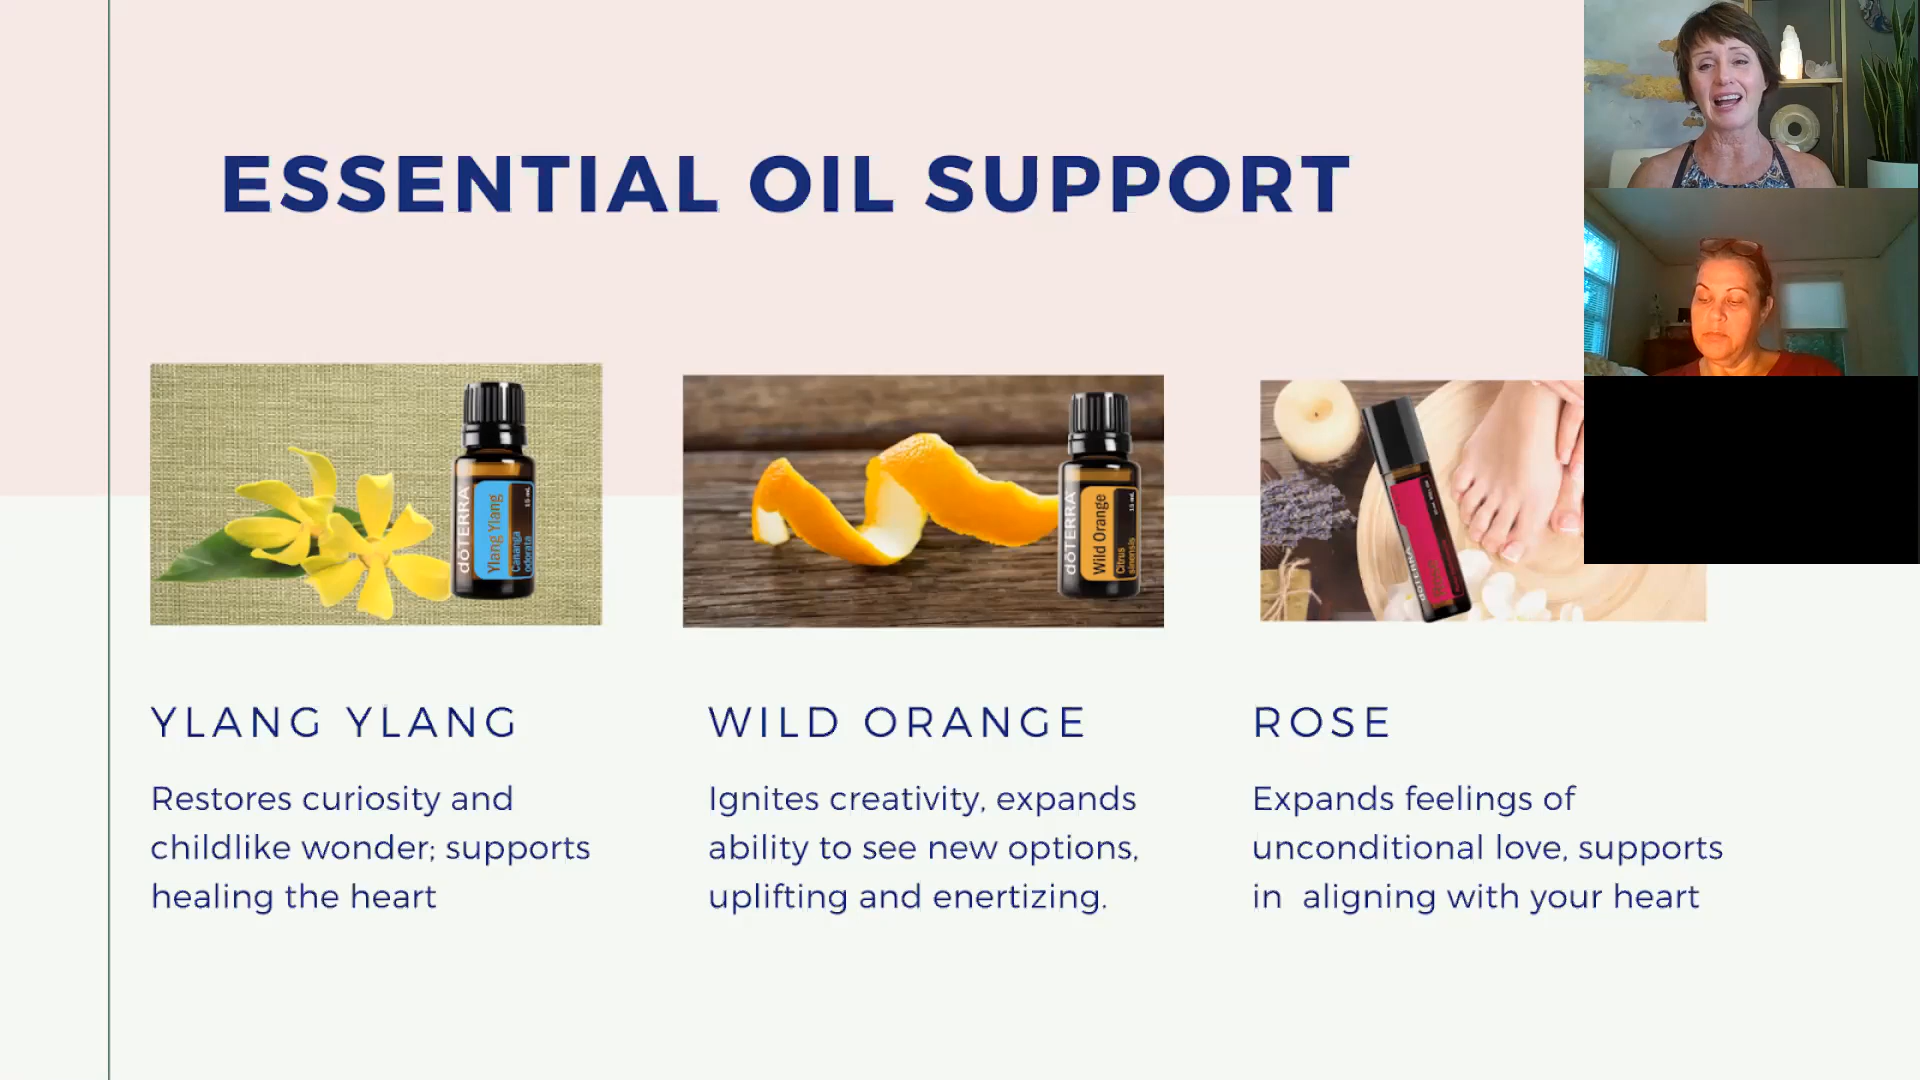 ESSENTIAL OIL SUPPORT
dōTERRA
Ylang Ylang
Cananga
odorata
15 mL
dōTERRA
Wild Orange
Citrus
sinensis
15 mL
dōTERRA
YLANG YLANG
Restores curiosity and
childlike wonder; supports
healing the heart
WILD ORANGE
Ignites creativity, expands
ability to see new options,
uplifting and enertizing.
ROSE
Expands feelings of
unconditional love, supports
in aligning with your heart